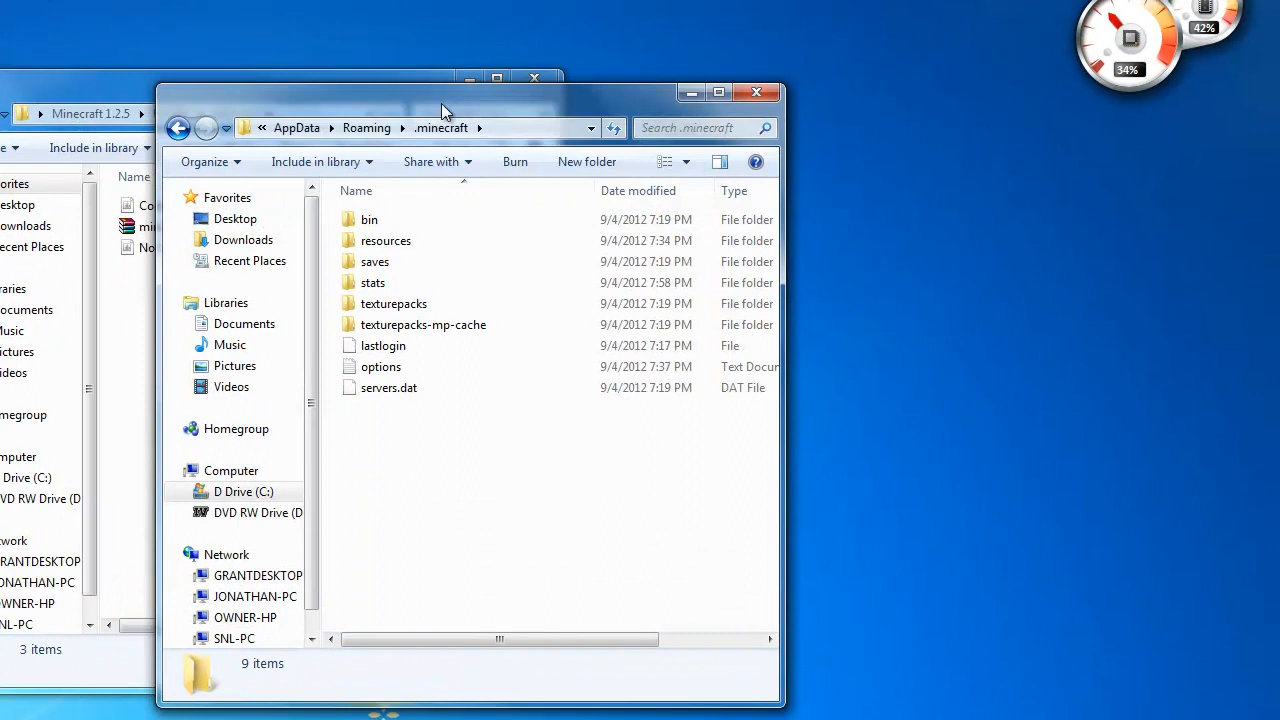 42%
34%
Minecraft 1.2.5
Include in library
Name
orites
esktop
ownloads
ecent Places
raries
ocuments
usic
ictures
ideos
omegroup
mputer
Drive (C:)
VD RW Drive (D
twork
GRANTDESKTOP
ONATHAN-PC
OWNER-HP
NL-PC
Co
mi
No
3 items
« AppData Roaming .minecraft
Search .minecraft
Organize Include in library Share with Burn New folder
Favorites
Desktop
Downloads
Recent Places
Libraries
Documents
Music
Pictures
Videos
Homegroup
Computer
D Drive (C:)
DVD RW Drive (D
Network
GRANTDESKTOP
JONATHAN-PC
OWNER-HP
SNL-PC
Name Date modified Type
bin 9/4/2012 7:19 PM File folder
resources 9/4/2012 7:34 PM File folder
saves 9/4/2012 7:19 PM File folder
stats 9/4/2012 7:58 PM File folder
texturepacks 9/4/2012 7:19 PM File folder
texturepacks-mp-cache 9/4/2012 7:19 PM File folder
lastlogin 9/4/2012 7:17 PM File
options 9/4/2012 7:37 PM Text Docur
servers.dat 9/4/2012 7:19 PM DAT File
9 items